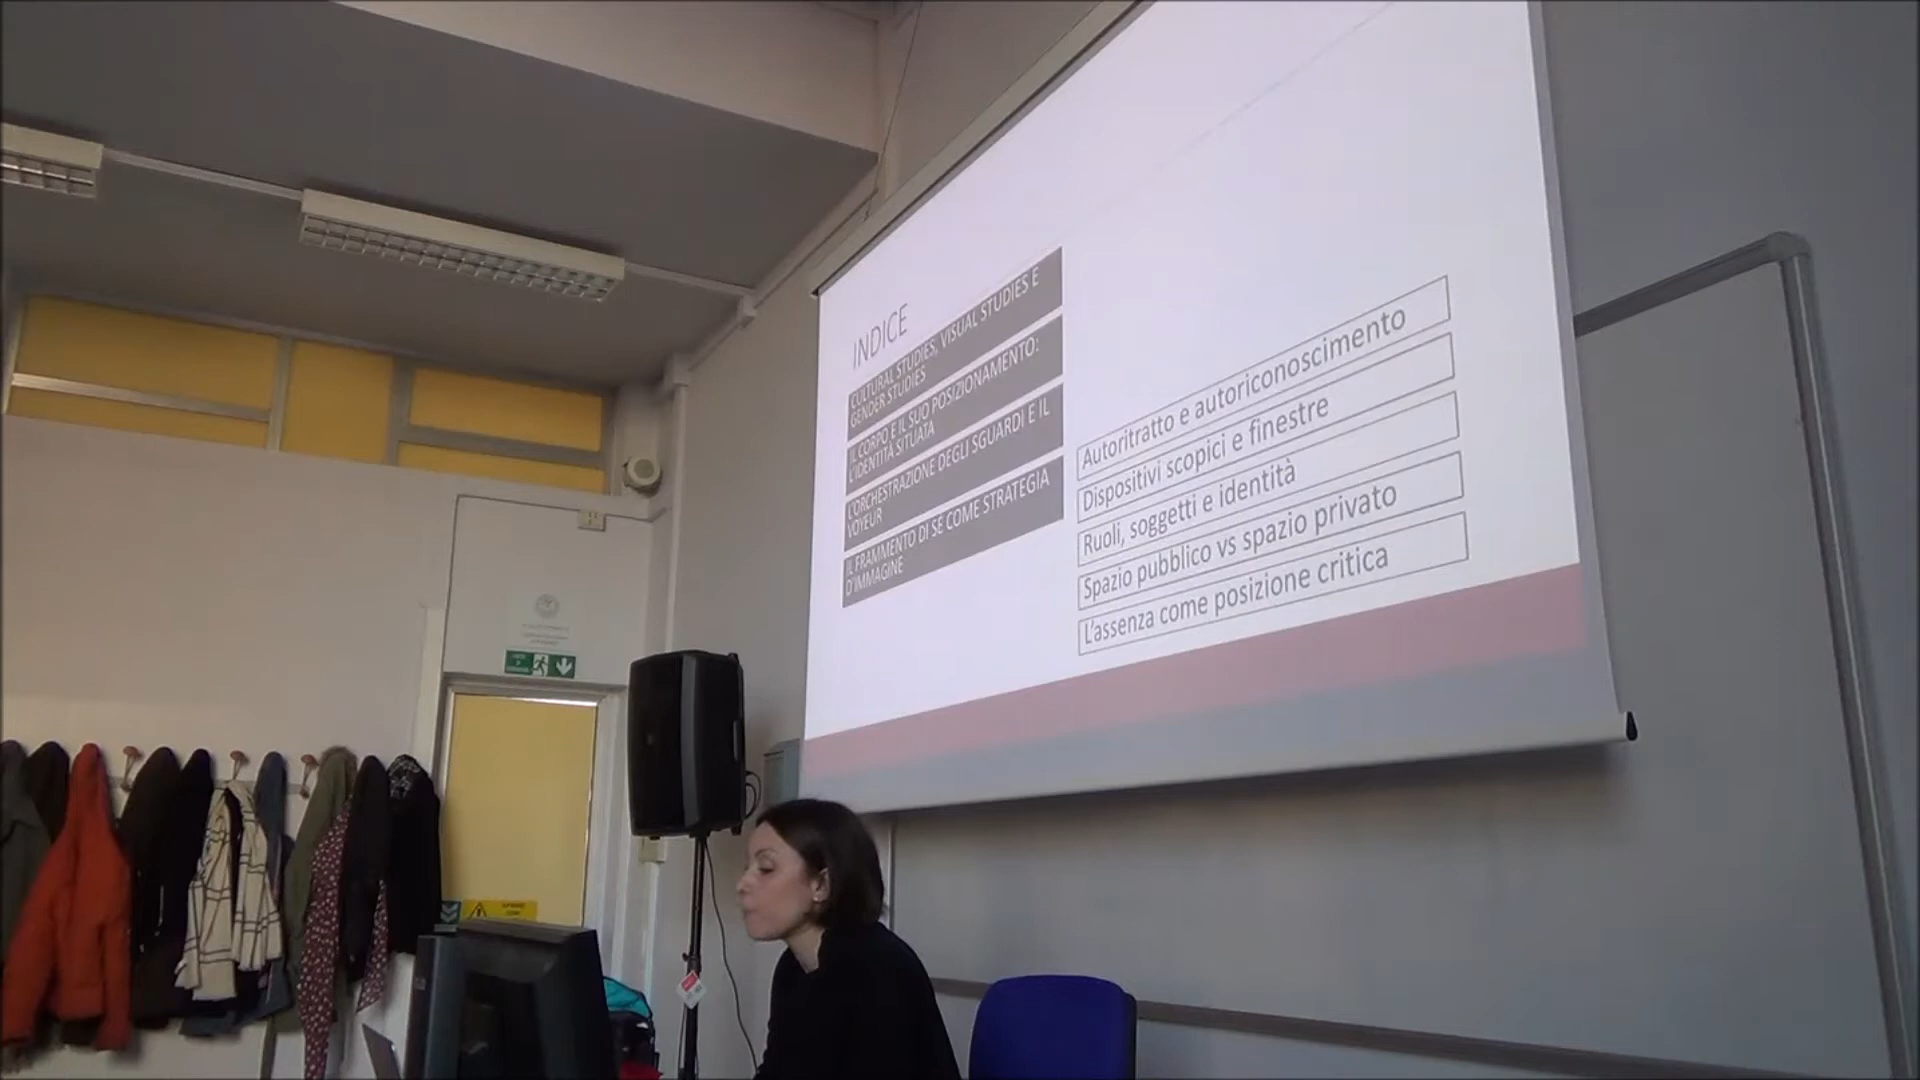 INDICE
CULTURAL STUDIES, VISUAL STUDIES E
GENDER STUDIES
IL CORPO E IL SUO POSIZIONAMENTO:
L'IDENTITÀ SITUATA
L'ORCHESTRAZIONE DEGLI SGUARDI E IL
VOYEUR
IL FRAMMENTO DI SÉ COME STRATEGIA
D'IMMAGINE
Autoritratto e autoriconoscimento
Dispositivi scopici e finestre
Ruoli, soggetti e identità
Spazio pubblico vs spazio privato
L'assenza come posizione critica